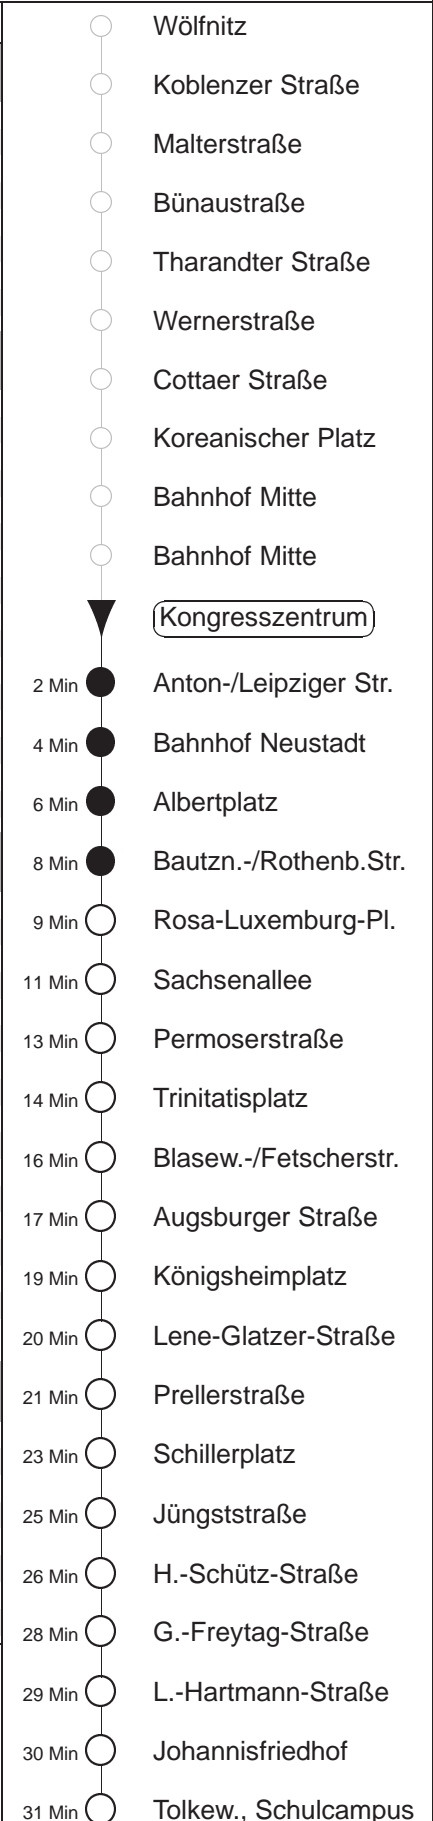 Wölfnitz
Koblenzer Straße
Malterstraße
Bünaustraße
Tharandter Straße
Wernerstraße
Cottaer Straße
Koreanischer Platz
Bahnhof Mitte
Bahnhof Mitte
Kongresszentrum
2 Min Anton-/Leipziger Str.
4 Min Bahnhof Neustadt
6 Min Albertplatz
8 Min Bautzn.-/Rothenb.Str.
9 Min Rosa-Luxemburg-Pl.
11 Min Sachsenallee
13 Min Permoserstraße
14 Min Trinitatisplatz
16 Min Blasew.-/Fetscherstr.
17 Min Augsburger Straße
19 Min Königsheimplatz
20 Min Lene-Glatzer-Straße
21 Min Prellerstraße
23 Min Schillerplatz
25 Min Jüngststraße
26 Min H.-Schütz-Straße
28 Min G.-Freytag-Straße
29 Min L.-Hartmann-Straße
30 Min Johannisfriedhof
31 Min Tolkew., Schulcampus